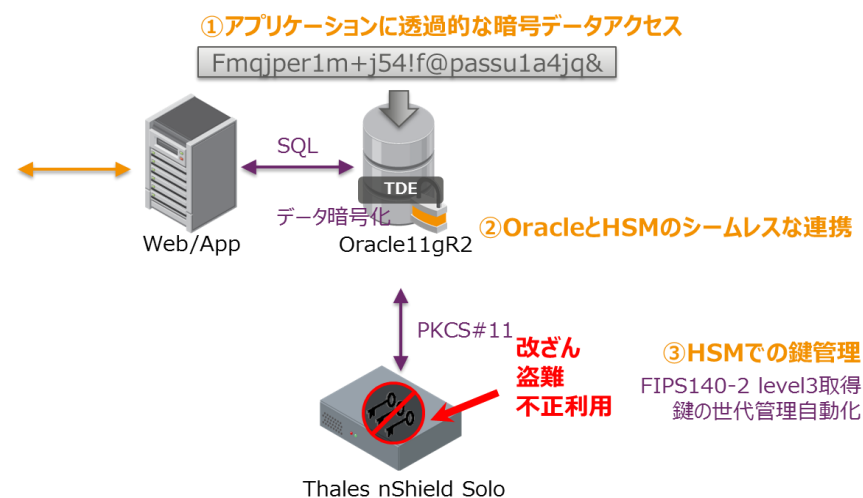 ①アプリケーションに透過的な暗号データアクセス
Fmqjper1m+j54!f@passu1a4jq&
SQL
TDE
データ暗号化
Web/App
Oracle11gR2
②OracleとHSMのシームレスな連携
PKCS#11
改ざん
盗難
不正利用
③HSMでの鍵管理
FIPS140-2 level3取得
鍵の世代管理自動化
Thales nShield Solo